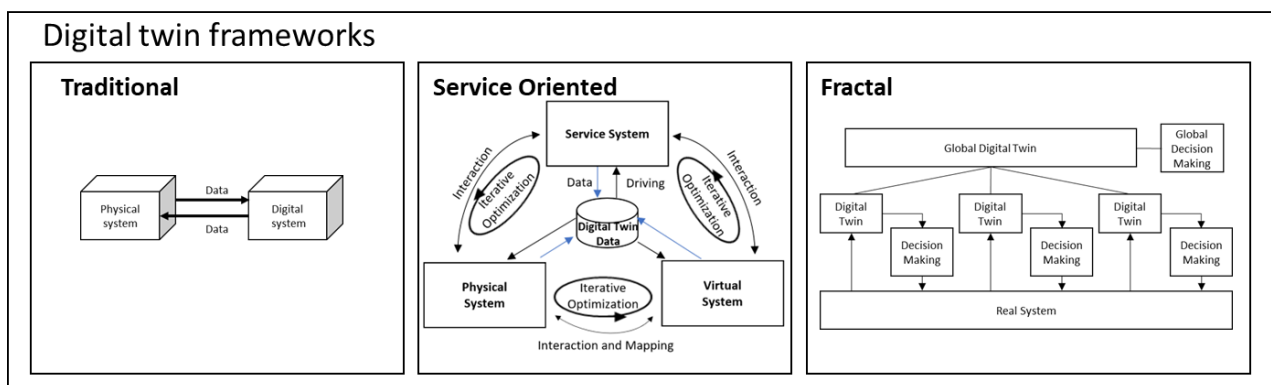 Digital twin frameworks
Traditional
Data
Physical
system
Digital
system
Data
Service Oriented
Service System
Interaction
Iterative
Optimization
Data
Driving
Iterative
Optimization
Interaction
Digital Twin
Data
Physical
System
Iterative
Optimization
Virtual
System
Interaction and Mapping
Fractal
Global Digital Twin
Global
Decision
Making
Digital
Twin
Decision
Making
Digital
Twin
Decision
Making
Digital
Twin
Decision
Making
Real System